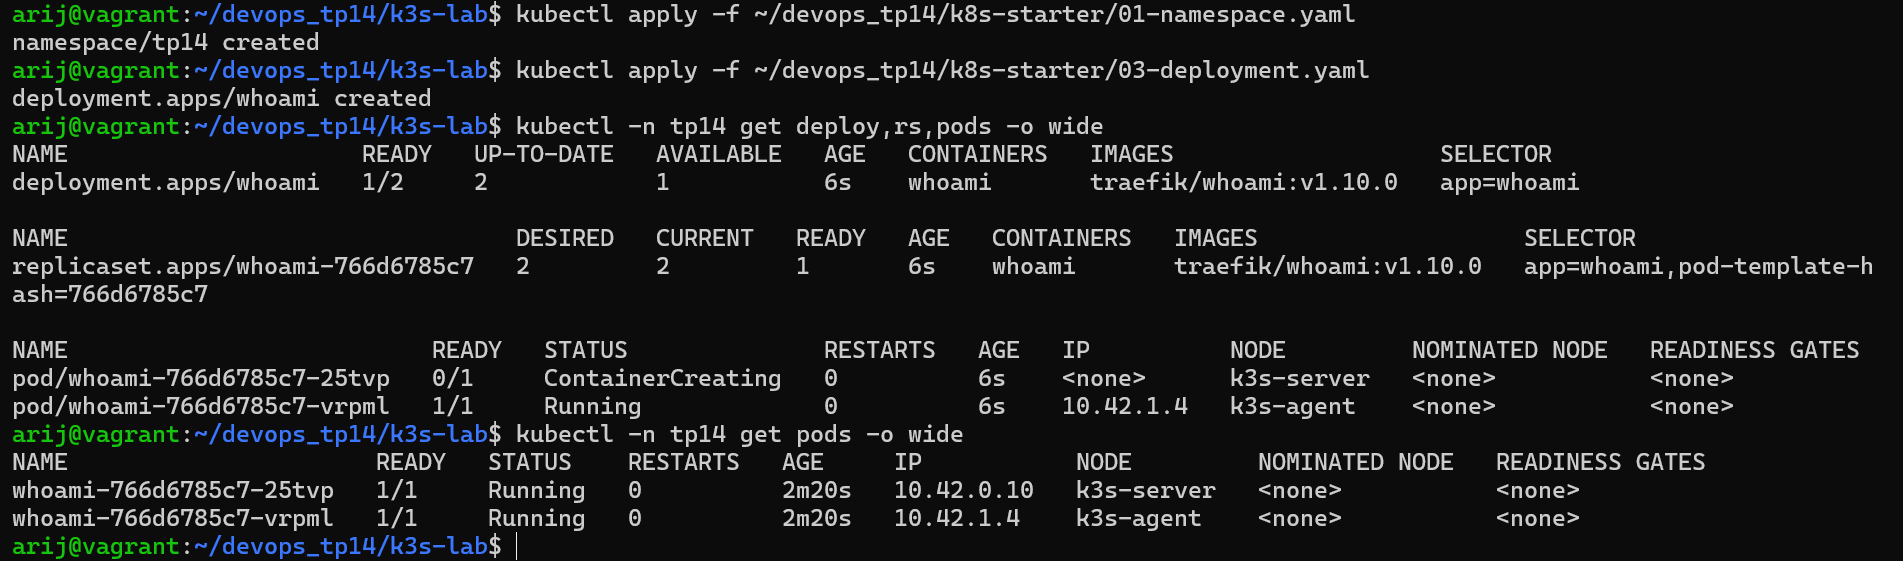 arij@vagrant:~/devops_tp14/k3s-lab$ kubectl apply -f ~/devops_tp14/k8s-starter/01-namespace.yaml
namespace/tp14 created
arij@vagrant:~/devops_tp14/k3s-lab$ kubectl apply -f ~/devops_tp14/k8s-starter/03-deployment.yaml
deployment.apps/whoami created
arij@vagrant:~/devops_tp14/k3s-lab$ kubectl -n tp14 get deploy,rs,pods -o wide
NAME                     READY   UP-TO-DATE   AVAILABLE   AGE   CONTAINERS   IMAGES                   SELECTOR
deployment.apps/whoami   1/2     2            1           6s    whoami       traefik/whoami:v1.10.0   app=whoami

NAME                                DESIRED   CURRENT   READY   AGE   CONTAINERS   IMAGES                   SELECTOR
replicaset.apps/whoami-766d6785c7   2         2         1       6s    whoami       traefik/whoami:v1.10.0   app=whoami,pod-template-h
ash=766d6785c7

NAME                          READY   STATUS              RESTARTS   AGE   IP          NODE         NOMINATED NODE   READINESS GATES
pod/whoami-766d6785c7-25tvp   0/1     ContainerCreating   0          6s    <none>      k3s-server   <none>           <none>
pod/whoami-766d6785c7-vrpml   1/1     Running             0          6s    10.42.1.4   k3s-agent    <none>           <none>
arij@vagrant:~/devops_tp14/k3s-lab$ kubectl -n tp14 get pods -o wide
NAME                      READY   STATUS    RESTARTS   AGE     IP           NODE         NOMINATED NODE   READINESS GATES
whoami-766d6785c7-25tvp   1/1     Running   0          2m20s   10.42.0.10   k3s-server   <none>           <none>
whoami-766d6785c7-vrpml   1/1     Running   0          2m20s   10.42.1.4    k3s-agent    <none>           <none>
arij@vagrant:~/devops_tp14/k3s-lab$